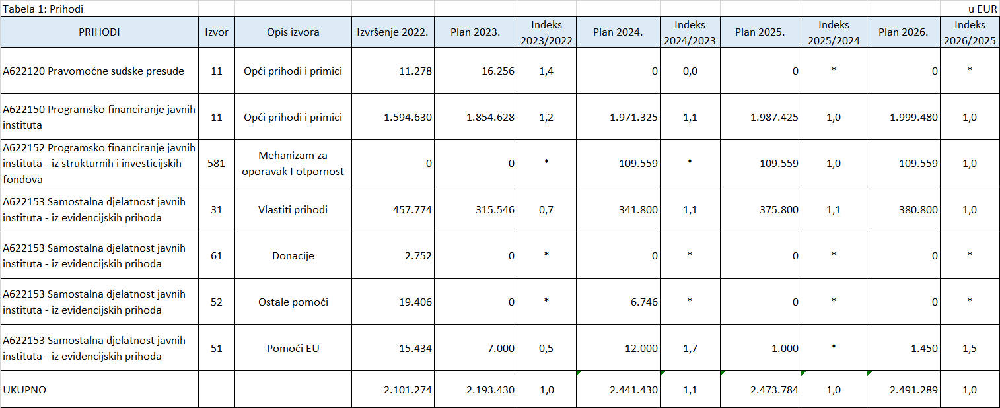 Tabela 1: Prihodi u EUR
PRIHODI Izvor Opis izvora Izvršenje 2022. Plan 2023. Indeks 2023/2022 Plan 2024. Indeks 2024/2023 Plan 2025. Indeks 2025/2024 Plan 2026. Indeks 2026/2025
A622120 Pravomoćne sudske presude 11 Opći prihodi i primici 11.278 16.256 1,4 0 0,0 0 * 0 *
A622150 Programsko financiranje javnih
instituta 11 Opći prihodi i primici 1.594.630 1.854.628 1,2 1.971.325 1,1 1.987.425 1,0 1.999.480 1,0
A622152 Programsko financiranje javnih
instituta - iz strukturnih i investicijskih
fondova 581 Mehanizam za
oporavak I otpornost 0 0 * 109.559 * 109.559 1,0 109.559 1,0
A622153 Samostalna djelatnost javnih
instituta - iz evidencijskih prihoda 31 Vlastiti prihodi 457.774 315.546 0,7 341.800 1,1 375.800 1,1 380.800 1,0
A622153 Samostalna djelatnost javnih
instituta - iz evidencijskih prihoda 61 Donacije 2.752 0 * 0 * 0 * 0 *
A622153 Samostalna djelatnost javnih
instituta - iz evidencijskih prihoda 52 Ostale pomoći 19.406 0 * 6.746 * 0 * 0 *
A622153 Samostalna djelatnost javnih
instituta - iz evidencijskih prihoda 51 Pomoći EU 15.434 7.000 0,5 12.000 1,7 1.000 * 1.450 1,5
UKUPNO 2.101.274 2.193.430 1,0 2.441.430 1,1 2.473.784 1,0 2.491.289 1,0